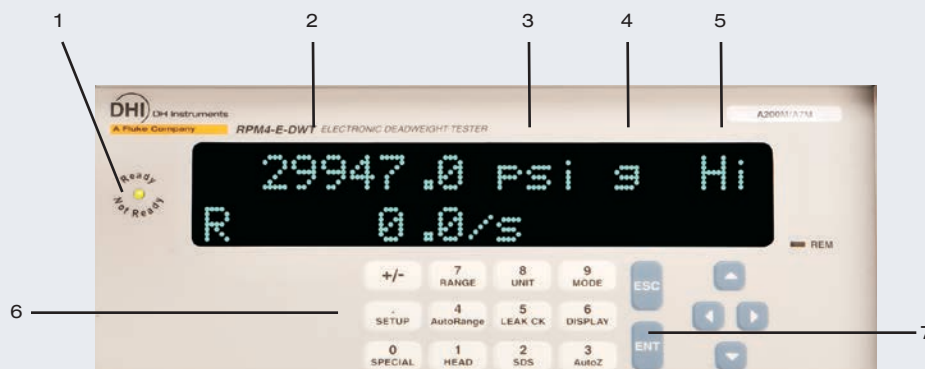 1 2 3 4 5
DHI DH Instruments
A Fluke Company
RPM4-E-DWT ELECTRONIC DEADWEIGHT TESTER
A200M/A7M
Ready
Not Ready
29947.0 psi g Hi
R 0.0/s
REM
+/- 7 RANGE 8 UNIT 9 MODE ESC
6 . SETUP 4 AutoRange 5 LEAK CK 6 DISPLAY 7
0 SPECIAL 1 HEAD 2 SDS 3 AutoZ ENT